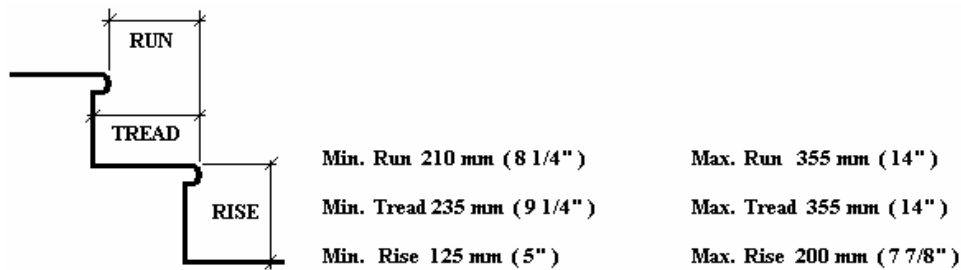 RUN
TREAD
RISE
Min. Run 210 mm ( 8 1/4" )
Max. Run 355 mm ( 14" )
Min. Tread 235 mm ( 9 1/4" )
Max. Tread 355 mm ( 14" )
Min. Rise 125 mm ( 5" )
Max. Rise 200 mm ( 7 7/8" )